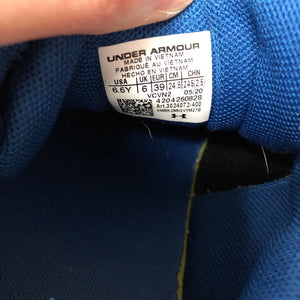 UNDER ARMOUR
MADE IN VIETNAM
FABRIQUÉ AU VIETNAM
HECHO EN VIETNAM
USA UK EUR CM CHN
6.5Y 6 39 24.5 245/2.5
VCVN2 05/20
4204260828
Art.3024072-400